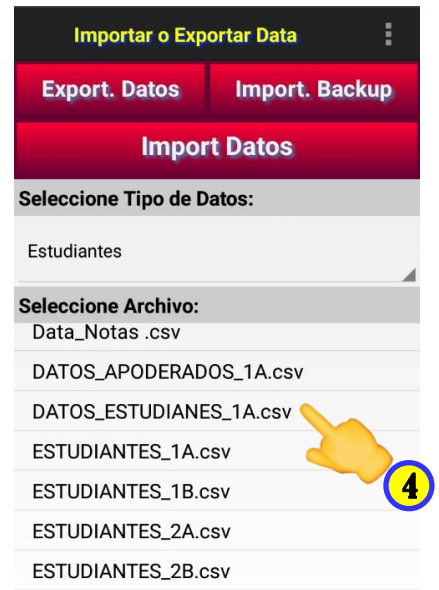 Importar o Exportar Data
Export. Datos
Import. Backup
Import Datos
Seleccione Tipo de Datos:
Estudiantes
Seleccione Archivo:
Data_Notas .csv
DATOS_APODERADOS_1A.csv
DATOS_ESTUDIANES_1A.csv
ESTUDIANTES_1A.csv
ESTUDIANTES_1B.csv
4
ESTUDIANTES_2A.csv
ESTUDIANTES_2B.csv